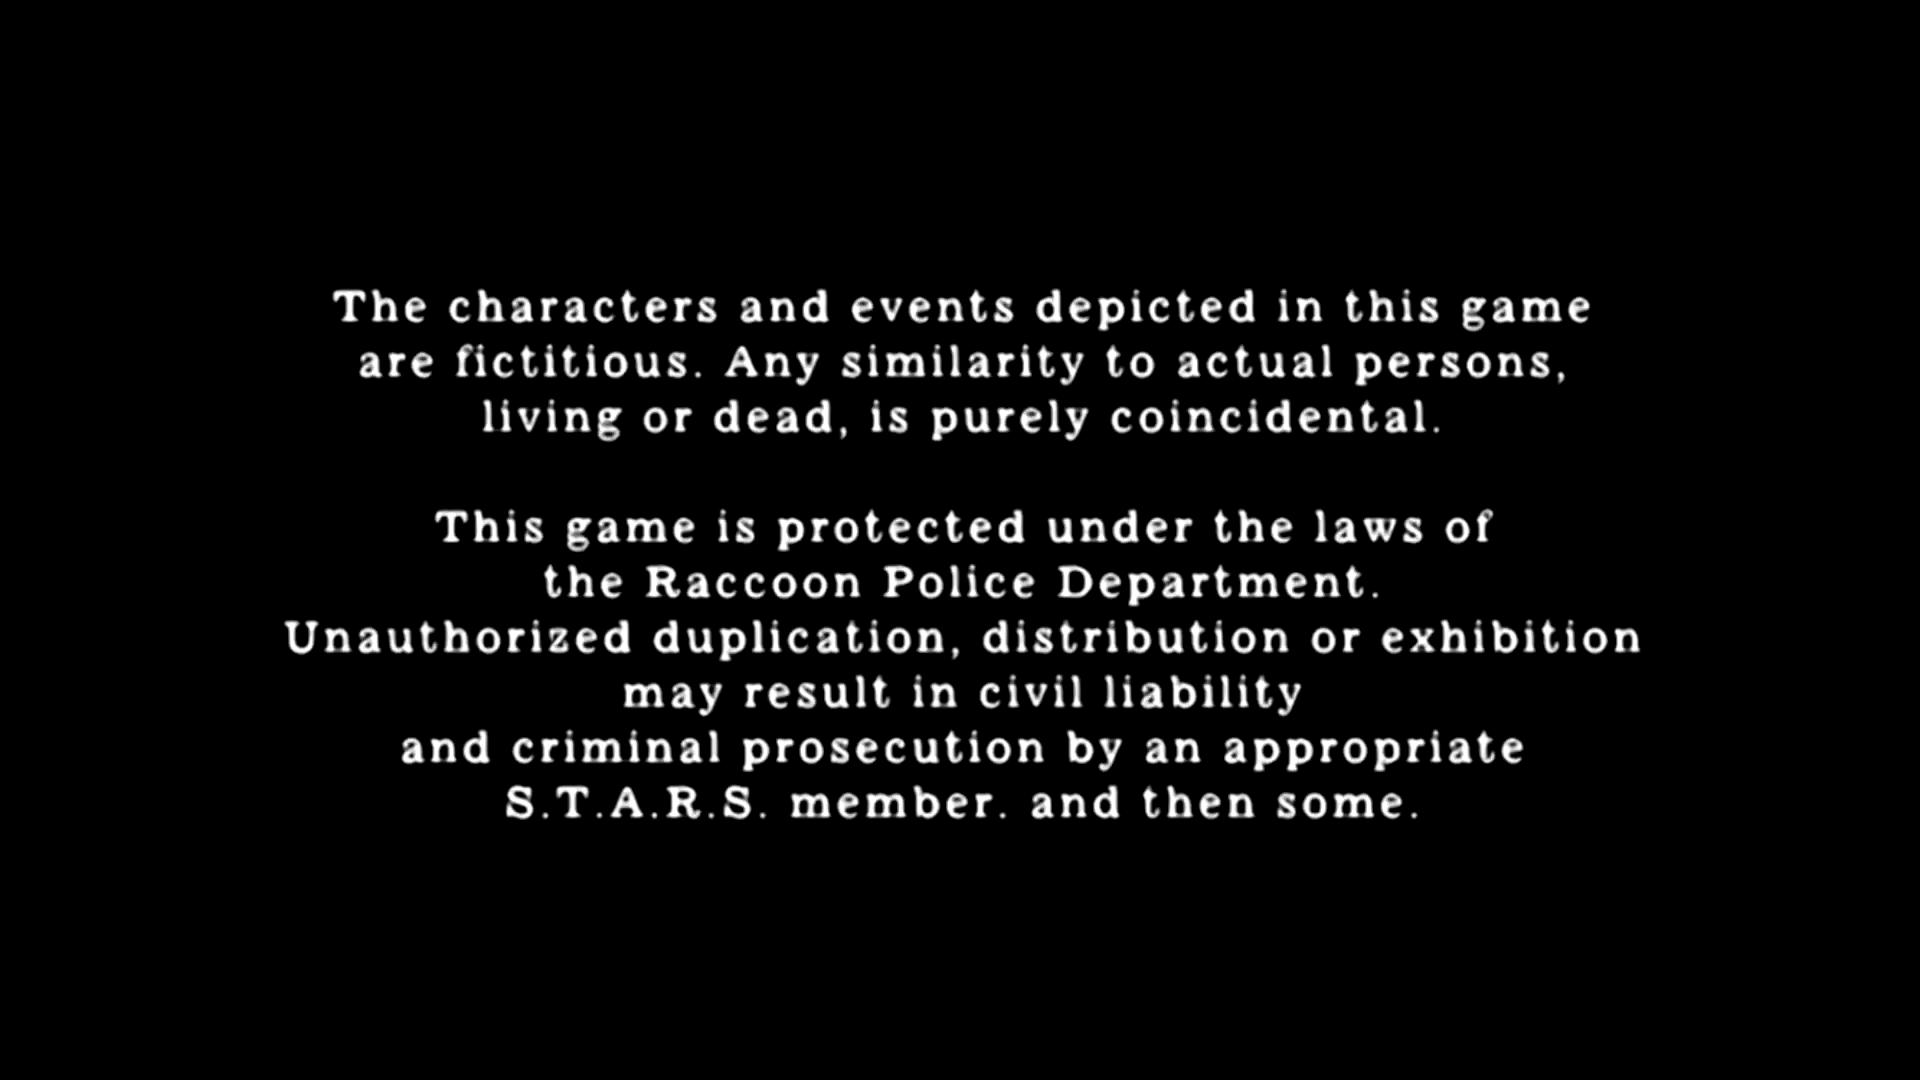 The characters and events depicted in this game
are fictitious. Any similarity to actual persons,
living or dead, is purely coincidental.
This game is protected under the laws of
the Raccoon Police Department.
Unauthorized duplication, distribution or exhibition
may result in civil liability
and criminal prosecution by an appropriate
S.T.A.R.S. member. and then some.